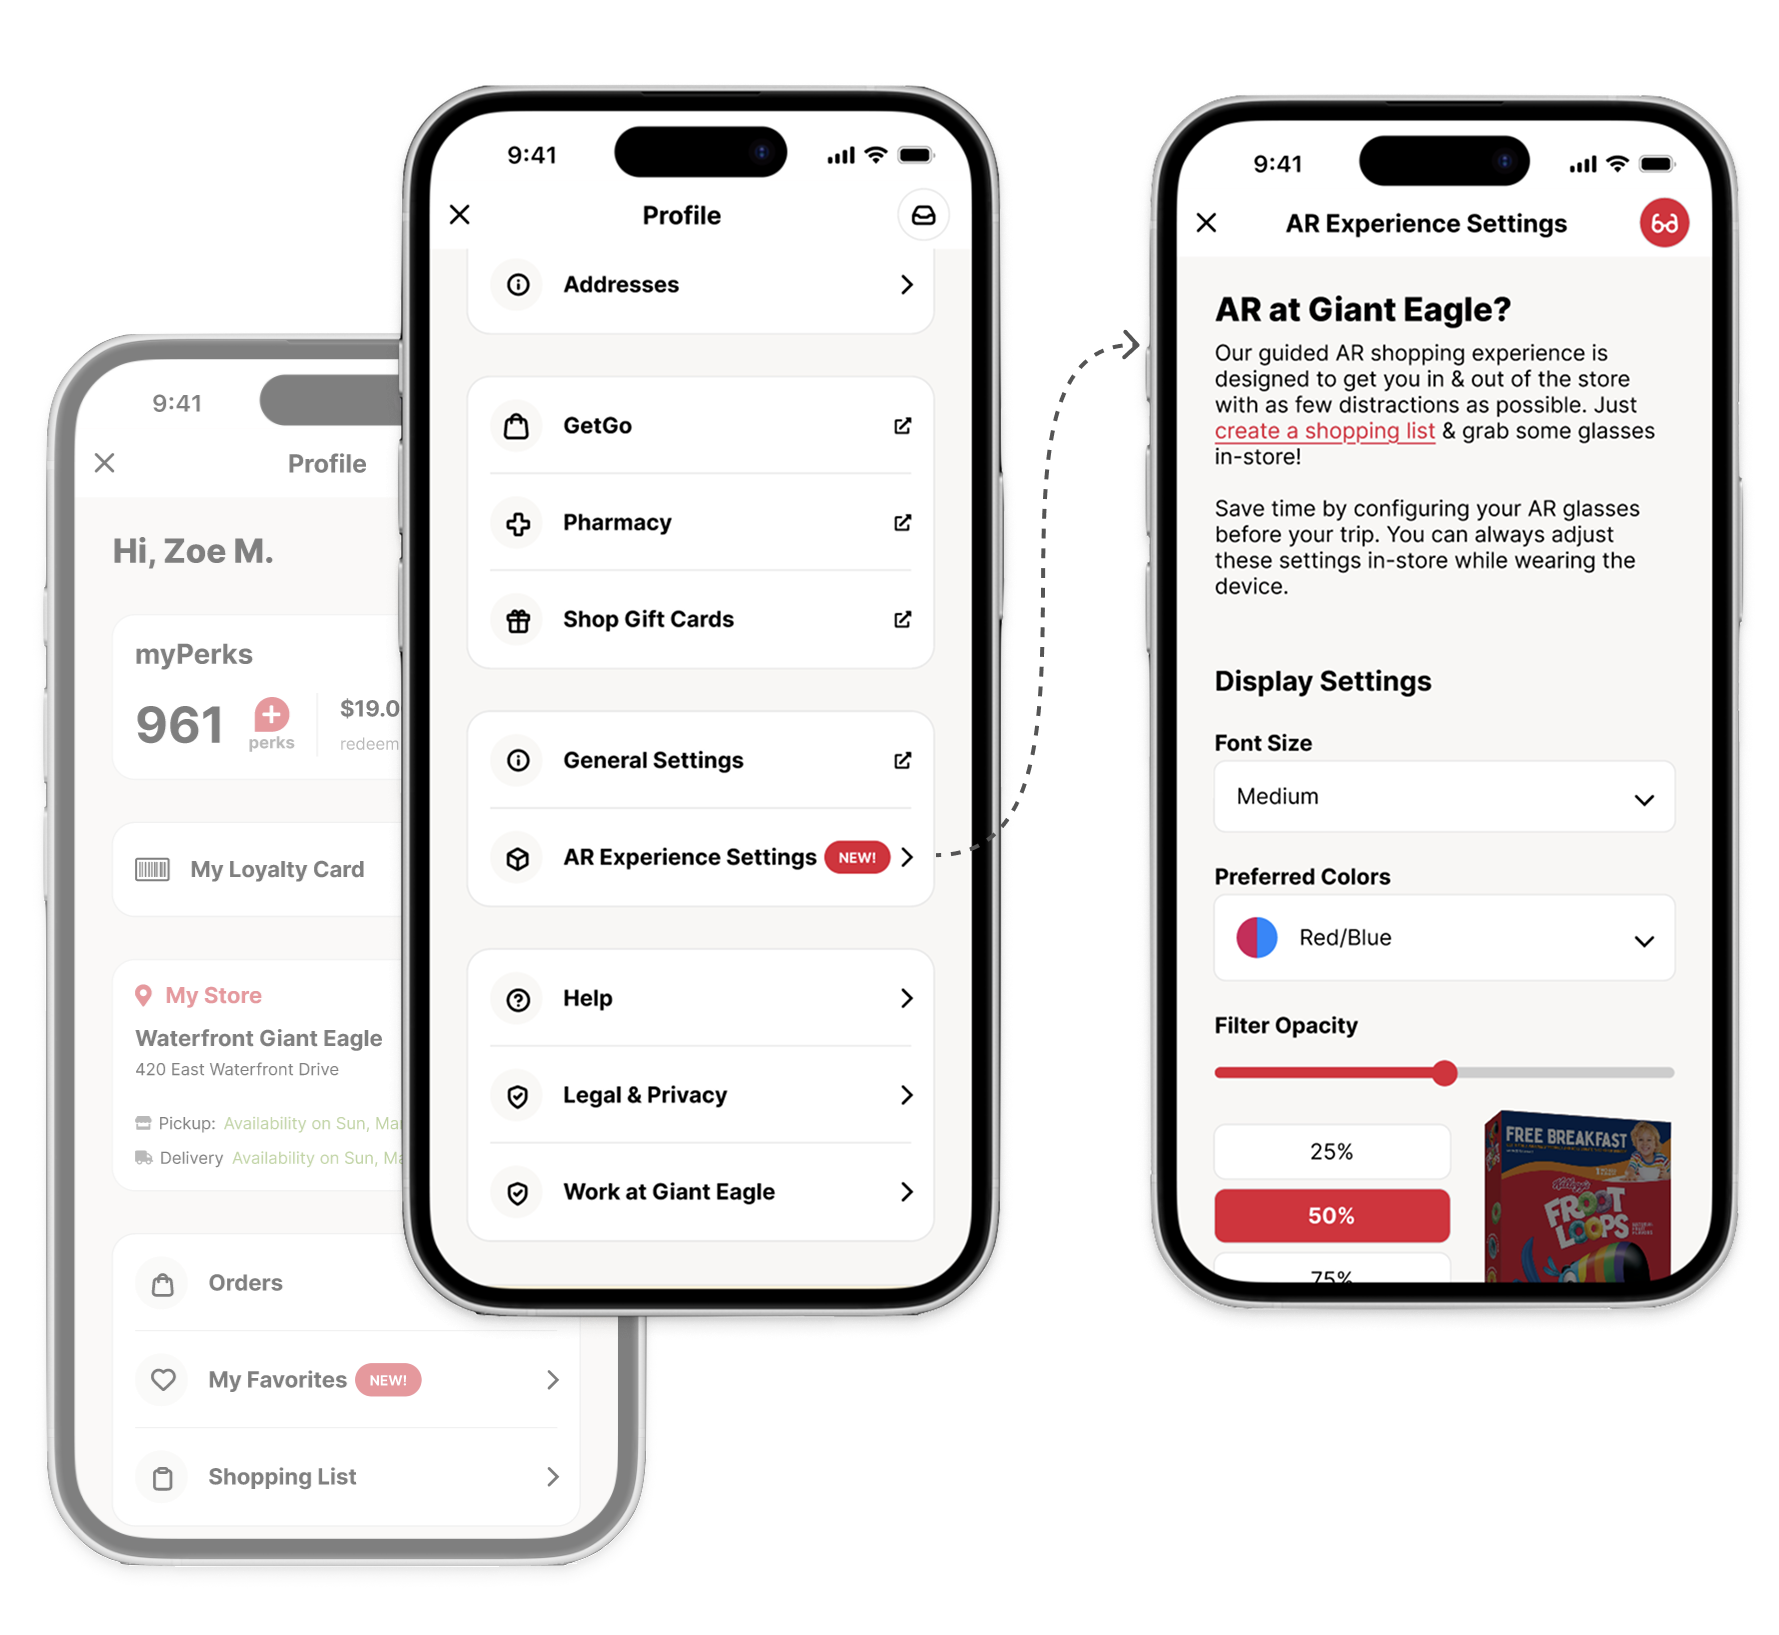 9:41
Profile
Hi, Zoe M.
myPerks
961
perks
$19.0
redeem
My Loyalty Card
My Store
Waterfront Giant Eagle
420 East Waterfront Drive
Pickup: Availability on Sun, Mar
Delivery Availability on Sun, Ma
Orders
My Favorites NEW!
Shopping List
9:41
Profile
Addresses
GetGo
Pharmacy
Shop Gift Cards
General Settings
AR Experience Settings NEW!
Help
Legal & Privacy
Work at Giant Eagle
9:41
AR Experience Settings
AR at Giant Eagle?
Our guided AR shopping experience is
designed to get you in & out of the store
with as few distractions as possible. Just
create a shopping list & grab some glasses
in-store!
Save time by configuring your AR glasses
before your trip. You can always adjust
these settings in-store while wearing the
device.
Display Settings
Font Size
Medium
Preferred Colors
Red/Blue
Filter Opacity
25%
50%
75%
FREE BREAKFAST
Kellogg's
FROOT
LOOPS